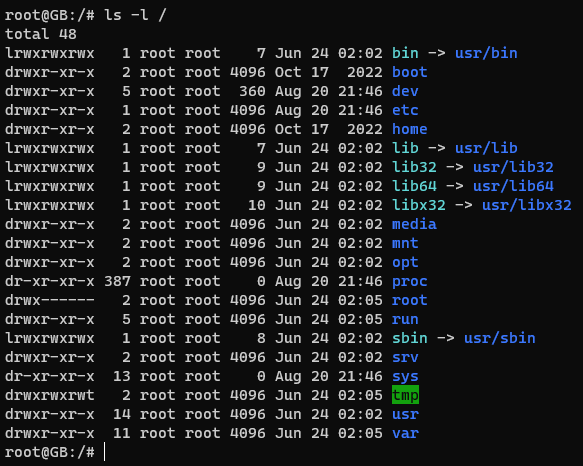 root@GB:/# ls -l /
total 48
lrwxrwxrwx   1 root root    7 Jun 24 02:02 bin -> usr/bin
drwxr-xr-x   2 root root 4096 Oct 17  2022 boot
drwxr-xr-x   5 root root  360 Aug 20 21:46 dev
drwxr-xr-x   1 root root 4096 Aug 20 21:46 etc
drwxr-xr-x   2 root root 4096 Oct 17  2022 home
lrwxrwxrwx   1 root root    7 Jun 24 02:02 lib -> usr/lib
lrwxrwxrwx   1 root root    9 Jun 24 02:02 lib32 -> usr/lib32
lrwxrwxrwx   1 root root    9 Jun 24 02:02 lib64 -> usr/lib64
lrwxrwxrwx   1 root root   10 Jun 24 02:02 libx32 -> usr/libx32
drwxr-xr-x   2 root root 4096 Jun 24 02:02 media
drwxr-xr-x   2 root root 4096 Jun 24 02:02 mnt
drwxr-xr-x   2 root root 4096 Jun 24 02:02 opt
dr-xr-xr-x 387 root root    0 Aug 20 21:46 proc
drwx------   2 root root 4096 Jun 24 02:05 root
drwxr-xr-x   5 root root 4096 Jun 24 02:05 run
lrwxrwxrwx   1 root root    8 Jun 24 02:02 sbin -> usr/sbin
drwxr-xr-x   2 root root 4096 Jun 24 02:02 srv
dr-xr-xr-x  13 root root    0 Aug 20 21:46 sys
drwxrwxrwt   2 root root 4096 Jun 24 02:05 tmp
drwxr-xr-x  14 root root 4096 Jun 24 02:02 usr
drwxr-xr-x  11 root root 4096 Jun 24 02:05 var
root@GB:/#